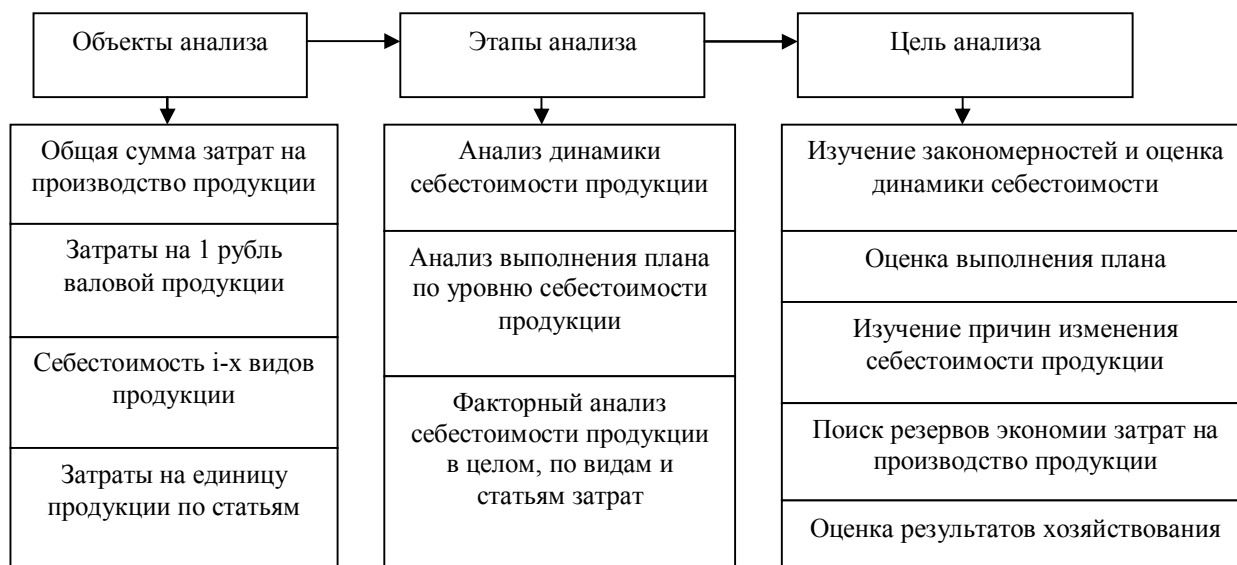 Объекты анализа
Этапы анализа
Цель анализа
Общая сумма затрат на
производство продукции
Затраты на 1 рубль
валовой продукции
Себестоимость i-х видов
продукции
Затраты на единицу
продукции по статьям
Анализ динамики
себестоимости продукции
Анализ выполнения плана
по уровню себестоимости
продукции
Факторный анализ
себестоимости продукции
в целом, по видам и
статьям затрат
Изучение закономерностей и оценка
динамики себестоимости
Оценка выполнения плана
Изучение причин изменения
себестоимости продукции
Поиск резервов экономии затрат на
производство продукции
Оценка результатов хозяйствования